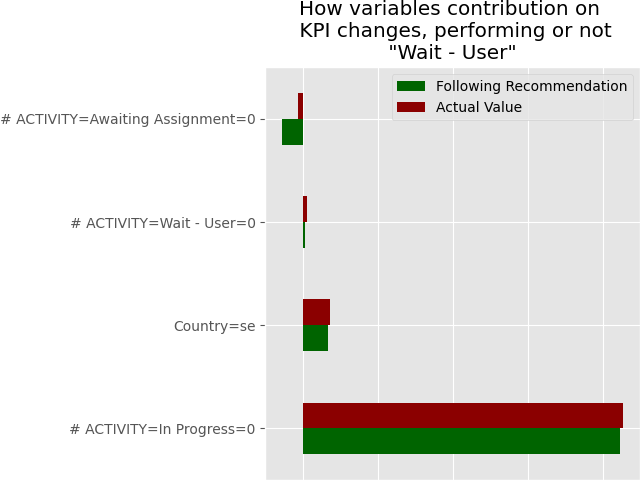 How variables contribution on
KPI changes, performing or not
"Wait - User"
Following Recommendation
Actual Value
# ACTIVITY=Awaiting Assignment=0
# ACTIVITY=Wait - User=0
Country=se
# ACTIVITY=In Progress=0